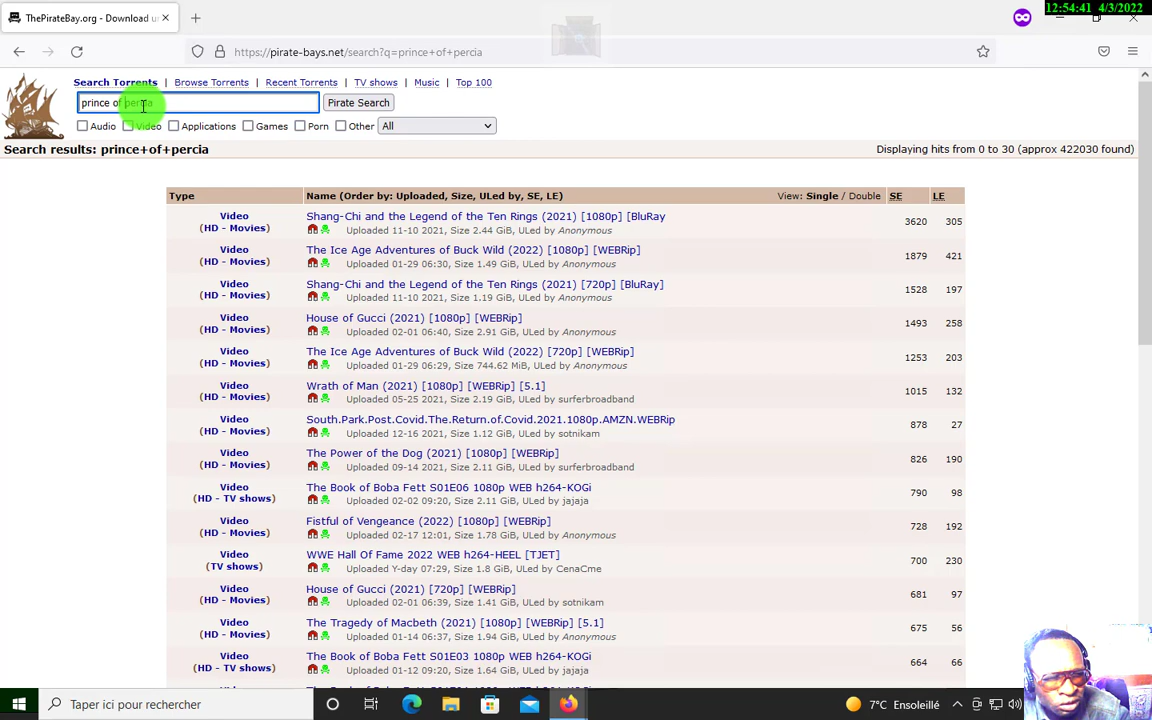 ThePirateBay.org - Download u
12:54:41 4/3/2022
https://pirate-bays.net/search?q=prince+of+percia
Search Torrents | Browse Torrents | Recent Torrents | TV shows | Music | Top 100
prince of percia
Pirate Search
Audio Video Applications Games Porn Other All
Search results: prince+of+percia
Displaying hits from 0 to 30 (approx 422030 found)
Type Name (Order by: Uploaded, Size, ULed by, SE, LE) View: Single / Double SE LE
Video Shang-Chi and the Legend of the Ten Rings (2021) [1080p] [BluRay
(HD - Movies) Uploaded 11-10 2021, Size 2.44 GiB, ULed by Anonymous 3620 305
Video The Ice Age Adventures of Buck Wild (2022) [1080p] [WEBRip]
(HD - Movies) Uploaded 01-29 06:30, Size 1.49 GiB, ULed by Anonymous 1879 421
Video Shang-Chi and the Legend of the Ten Rings (2021) [720p] [BluRay]
(HD - Movies) Uploaded 11-10 2021, Size 1.19 GiB, ULed by Anonymous 1528 197
Video House of Gucci (2021) [1080p] [WEBRip]
(HD - Movies) Uploaded 02-01 06:40, Size 2.91 GiB, ULed by Anonymous 1493 258
Video The Ice Age Adventures of Buck Wild (2022) [720p] [WEBRip]
(HD - Movies) Uploaded 01-29 06:29, Size 744.62 MiB, ULed by Anonymous 1253 203
Video Wrath of Man (2021) [1080p] [WEBRip] [5.1]
(HD - Movies) Uploaded 05-25 2021, Size 2.19 GiB, ULed by surferbroadband 1015 132
Video South.Park.Post.Covid.The.Return.of.Covid.2021.1080p.AMZN.WEBRip
(HD - Movies) Uploaded 12-16 2021, Size 1.12 GiB, ULed by sotnikam 878 27
Video The Power of the Dog (2021) [1080p] [WEBRip]
(HD - Movies) Uploaded 09-14 2021, Size 2.11 GiB, ULed by surferbroadband 826 190
Video The Book of Boba Fett S01E06 1080p WEB h264-KOGi
(HD - TV shows) Uploaded 02-02 09:20, Size 2.11 GiB, ULed by jajaja 790 98
Video Fistful of Vengeance (2022) [1080p] [WEBRip]
(HD - Movies) Uploaded 02-17 12:01, Size 1.78 GiB, ULed by Anonymous 728 192
Video WWE Hall Of Fame 2022 WEB h264-HEEL [TJET]
(TV shows) Uploaded Y-day 07:29, Size 1.8 GiB, ULed by CenaCme 700 230
Video House of Gucci (2021) [720p] [WEBRip]
(HD - Movies) Uploaded 02-01 06:39, Size 1.41 GiB, ULed by sotnikam 681 97
Video The Tragedy of Macbeth (2021) [1080p] [WEBRip] [5.1]
(HD - Movies) Uploaded 01-14 06:37, Size 1.94 GiB, ULed by Anonymous 675 56
Video The Book of Boba Fett S01E03 1080p WEB h264-KOGi
(HD - TV shows) Uploaded 01-12 09:20, Size 1.64 GiB, ULed by jajaja 664 66
Taper ici pour rechercher
7°C Ensoleillé